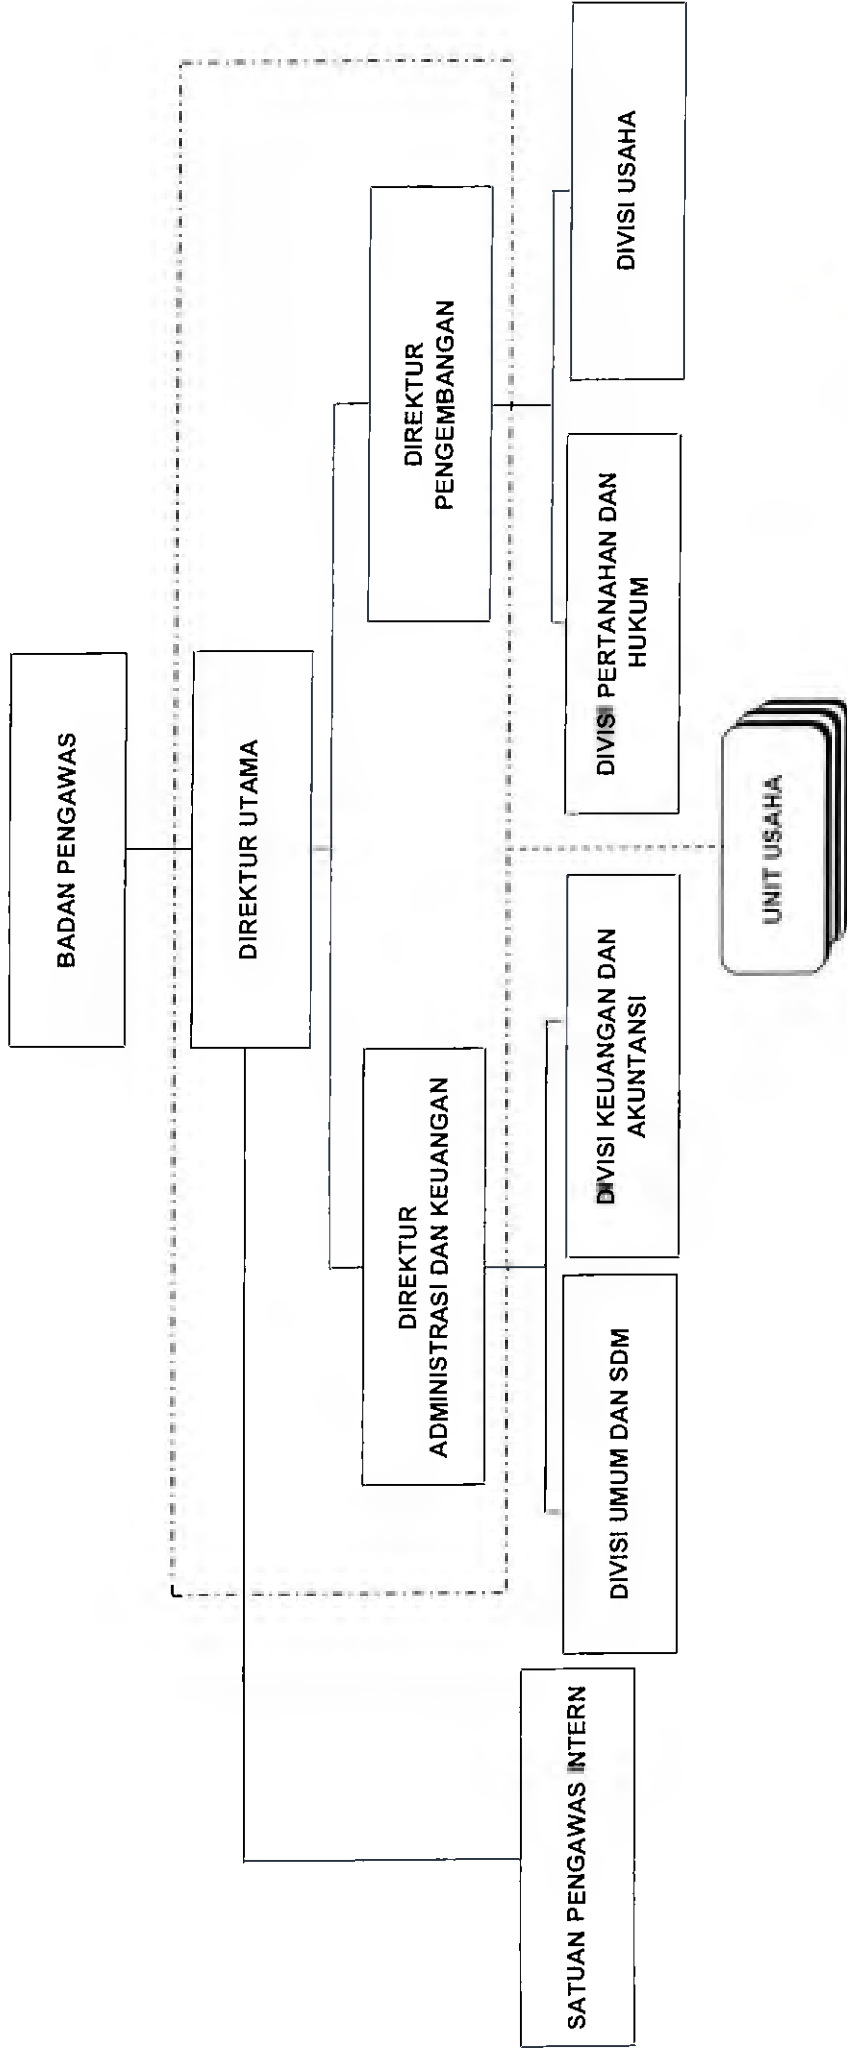 BADAN PENGAWAS
DIREKTUR UTAMA
DIREKTUR
ADMINISTRASI DAN KEUANGAN
DIREKTUR
PENGEMBANGAN
SATUAN PENGAWAS INTERN
DIVISI UMUM DAN SDM
DIVISI KEUANGAN DAN
AKUNTANSI
DIVISI PERTANAHAN DAN
HUKUM
DIVISI USAHA
UNIT USAHA